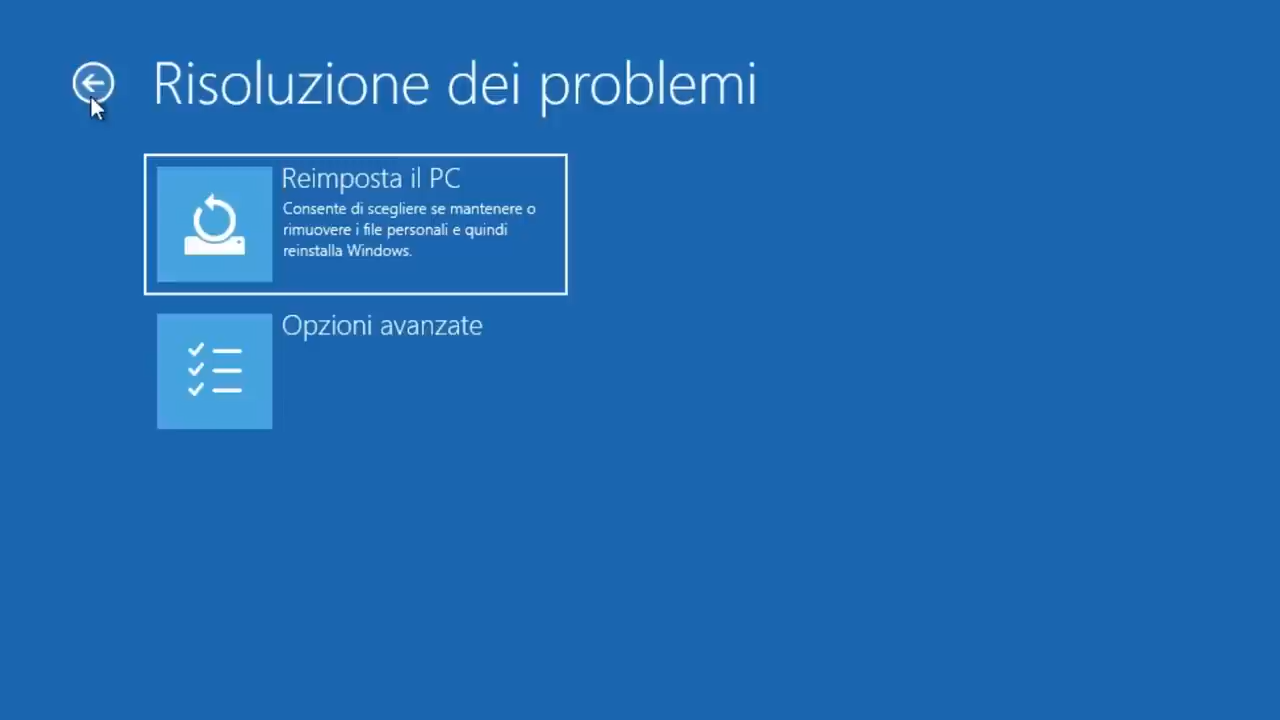 Risoluzione dei problemi
Reimposta il PC
Consente di scegliere se mantenere o
rimuovere i file personali e quindi
reinstalla Windows.
Opzioni avanzate